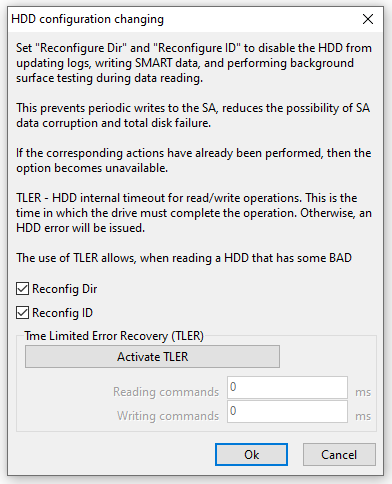 HDD configuration changing
Set "Reconfigure Dir" and "Reconfigure ID" to disable the HDD from
updating logs, writing SMART data, and performing background
surface testing during data reading.
This prevents periodic writes to the SA, reduces the possibility of SA
data corruption and total disk failure.
If the corresponding actions have already been performed, then the
option becomes unavailable.
TLER - HDD internal timeout for read/write operations. This is the
time in which the drive must complete the operation. Otherwise, an
HDD error will be issued.
The use of TLER allows, when reading a HDD that has some BAD
Reconfig Dir
Reconfig ID
Tme Limited Error Recovery (TLER)
Activate TLER
Reading commands 0 ms
Writing commands 0 ms
Ok Cancel